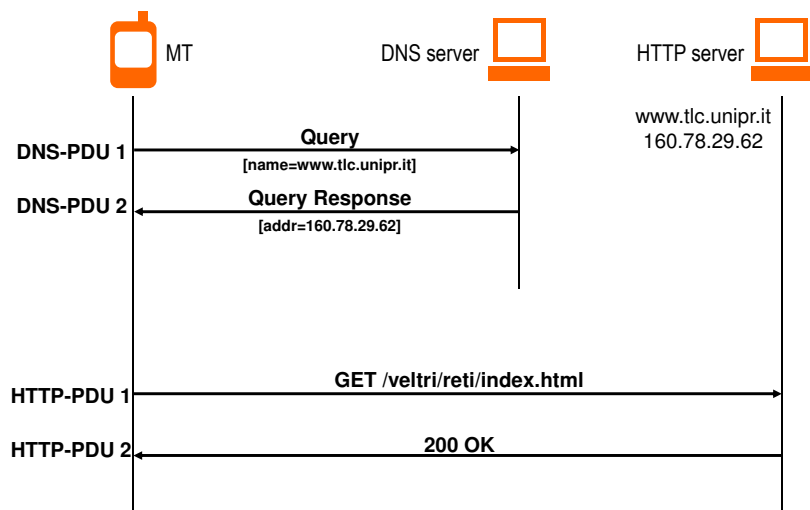 MT
DNS server
HTTP server
www.tlc.unipr.it
160.78.29.62
DNS-PDU 1
Query
[name=www.tlc.unipr.it]
DNS-PDU 2
Query Response
[addr=160.78.29.62]
HTTP-PDU 1
GET /veltri/reti/index.html
HTTP-PDU 2
200 OK